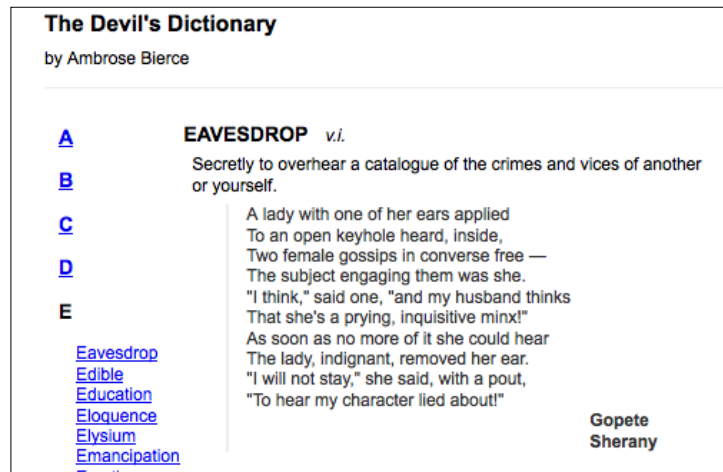 The Devil's Dictionary
by Ambrose Bierce
A
B
C
D
E
Eavesdrop
Edible
Education
Eloquence
Elysium
Emancipation
EAVESDROP v.i.
Secretly to overhear a catalogue of the crimes and vices of another
or yourself.
A lady with one of her ears applied
To an open keyhole heard, inside,
Two female gossips in converse free —
The subject engaging them was she.
"I think," said one, "and my husband thinks
That she's a prying, inquisitive minx!"
As soon as no more of it she could hear
The lady, indignant, removed her ear.
"I will not stay," she said, with a pout,
"To hear my character lied about!"
Gopete
Sherany